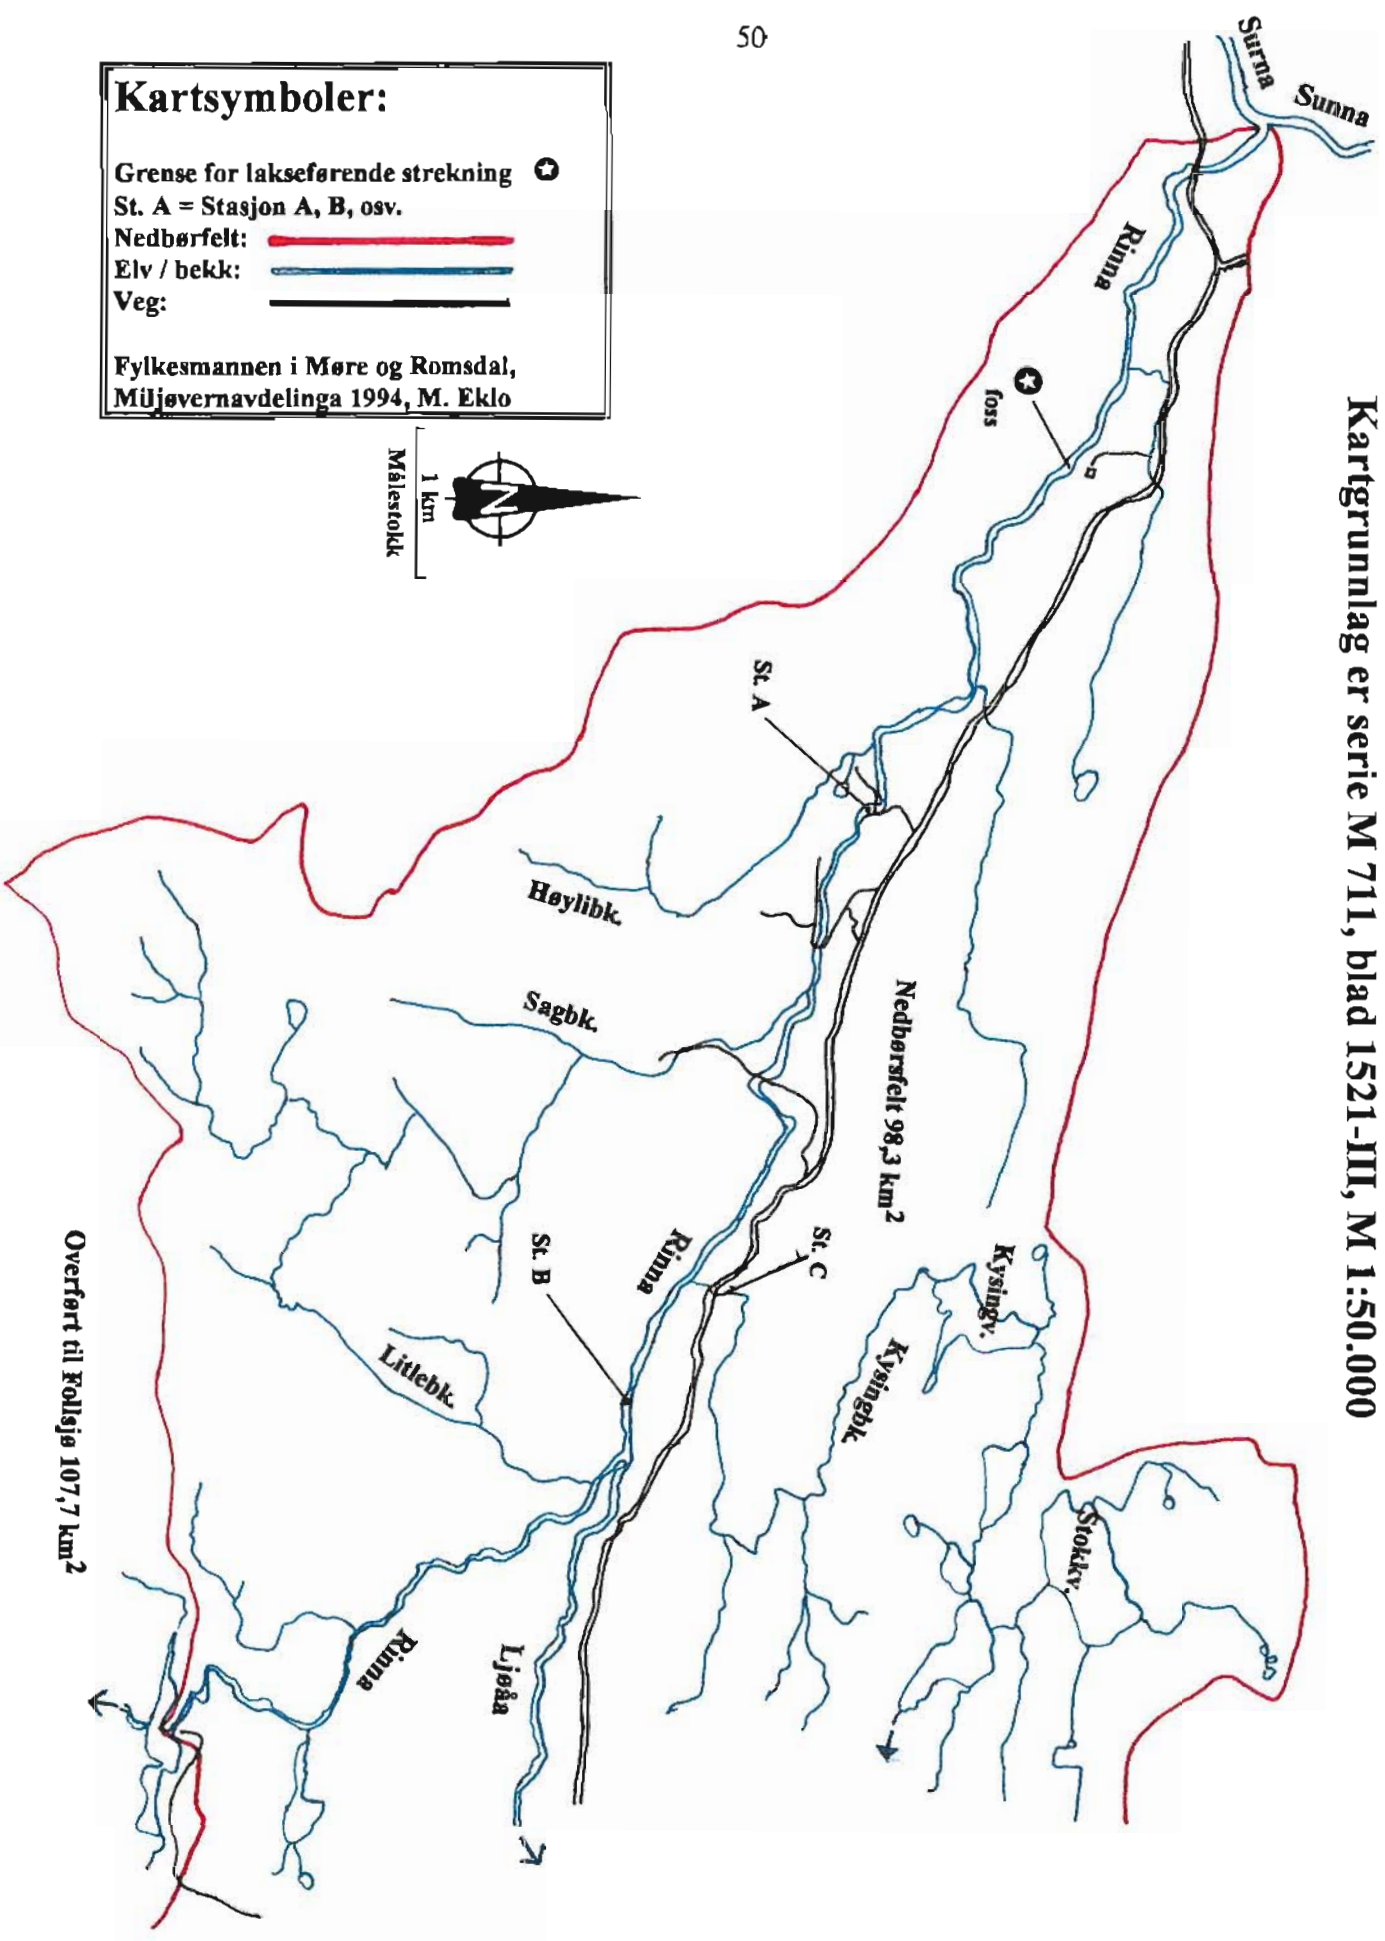 50
Kartsymboler:
Grense for lakseførende strekning
St. A = Stasjon A, B, osv.
Nedbørfelt:
Elv / bekk:
Veg:
Fylkesmannen i Møre og Romsdal,
Miljøvernavdelinga 1994, M. Eklo
N
1 km
Målestokk
Kartgrunnlag er serie M 711, blad 1521-III, M 1:50.000
Surna
Sunna
Rinna
foss
St. A
Høylibk.
Sagbk.
Nedbørsfelt 98,3 km²
St. C
Rinna
St. B
Kysingv.
Kysingbk.
Litlebk.
Stokkv.
Rinna
Ljøåa
Overført til Follsjø 107,7 km²